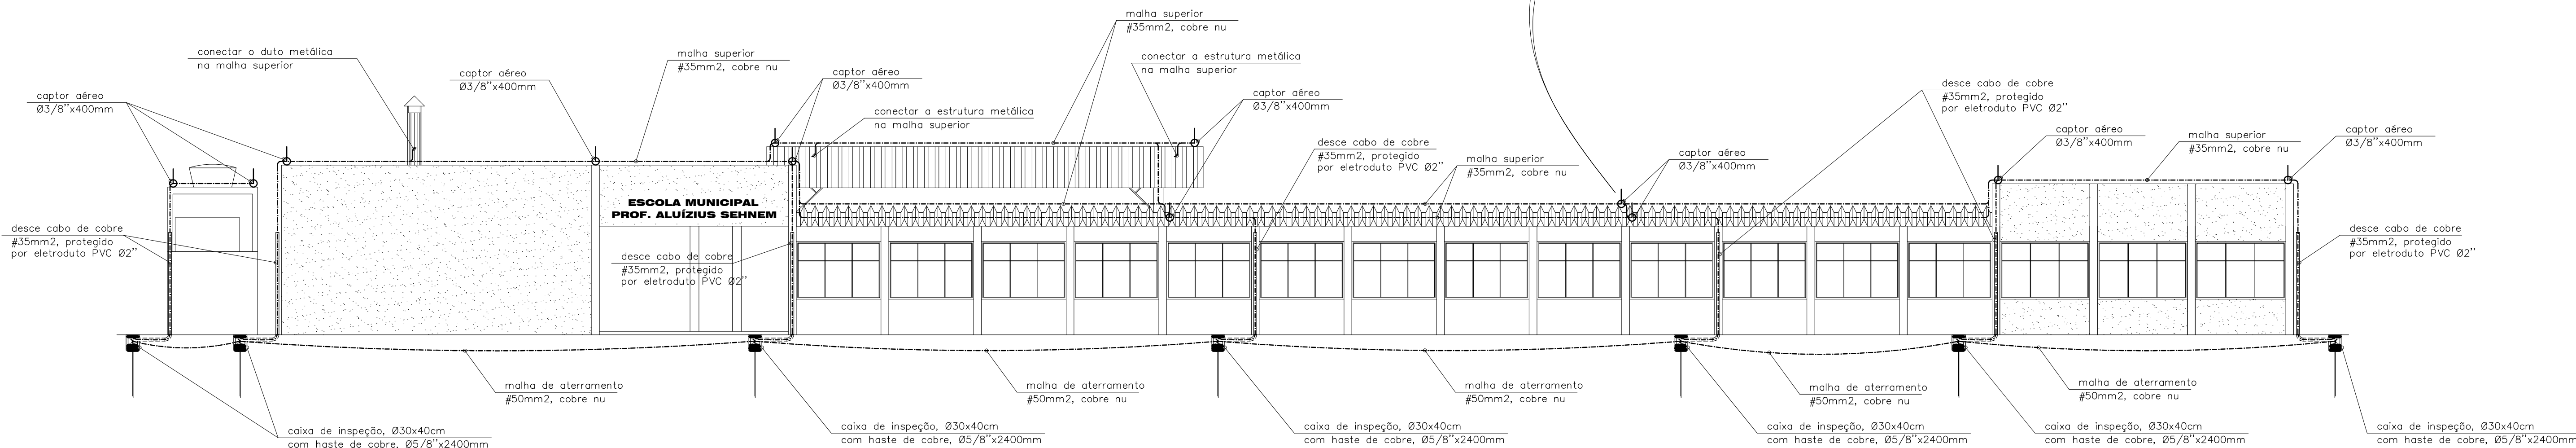 malha superior
#35mm2, cobre nu
conectar o duto metálica
na malha superior
malha superior
#35mm2, cobre nu
conectar a estrutura metálica
na malha superior
captor aéreo
Ø3/8''x400mm
captor aéreo
Ø3/8''x400mm
captor aéreo
Ø3/8''x400mm
captor aéreo
Ø3/8''x400mm
conectar a estrutura metálica
na malha superior
desce cabo de cobre
#35mm2, protegido
por eletroduto PVC Ø2''
captor aéreo
Ø3/8''x400mm
malha superior
#35mm2, cobre nu
captor aéreo
Ø3/8''x400mm
desce cabo de cobre
#35mm2, protegido
por eletroduto PVC Ø2''
malha superior
#35mm2, cobre nu
captor aéreo
Ø3/8''x400mm
ESCOLA MUNICIPAL
PROF. ALUÍZIUS SEHNEM
desce cabo de cobre
#35mm2, protegido
por eletroduto PVC Ø2''
desce cabo de cobre
#35mm2, protegido
por eletroduto PVC Ø2''
desce cabo de cobre
#35mm2, protegido
por eletroduto PVC Ø2''
malha de aterramento
#50mm2, cobre nu
malha de aterramento
#50mm2, cobre nu
malha de aterramento
#50mm2, cobre nu
malha de aterramento
#50mm2, cobre nu
malha de aterramento
#50mm2, cobre nu
caixa de inspeção, Ø30x40cm
com haste de cobre, Ø5/8''x2400mm
caixa de inspeção, Ø30x40cm
com haste de cobre, Ø5/8''x2400mm
caixa de inspeção, Ø30x40cm
com haste de cobre, Ø5/8''x2400mm
caixa de inspeção, Ø30x40cm
com haste de cobre, Ø5/8''x2400mm
caixa de inspeção, Ø30x40cm
com haste de cobre, Ø5/8''x2400mm
caixa de inspeção, Ø30x40cm
com haste de cobre, Ø5/8''x2400mm